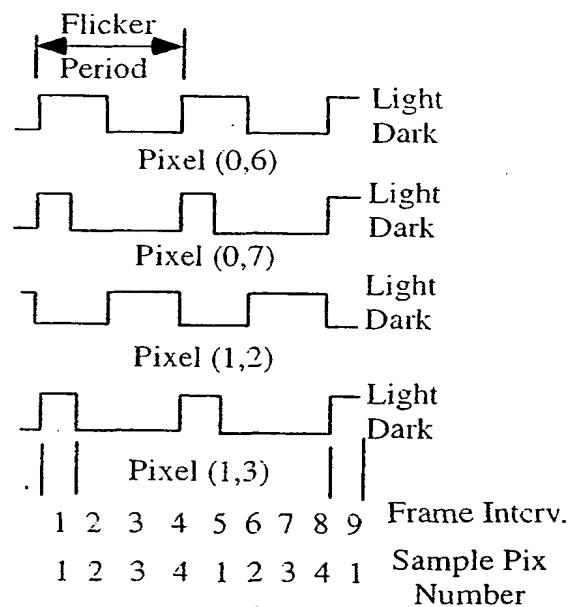 Flicker
Period
Light
Dark
Pixel (0,6)
Light
Dark
Pixel (0,7)
Light
Dark
Pixel (1,2)
Light
Dark
Pixel (1,3)
1 2 3 4 5 6 7 8 9 Frame Interv.
1 2 3 4 1 2 3 4 1 Sample Pix
Number